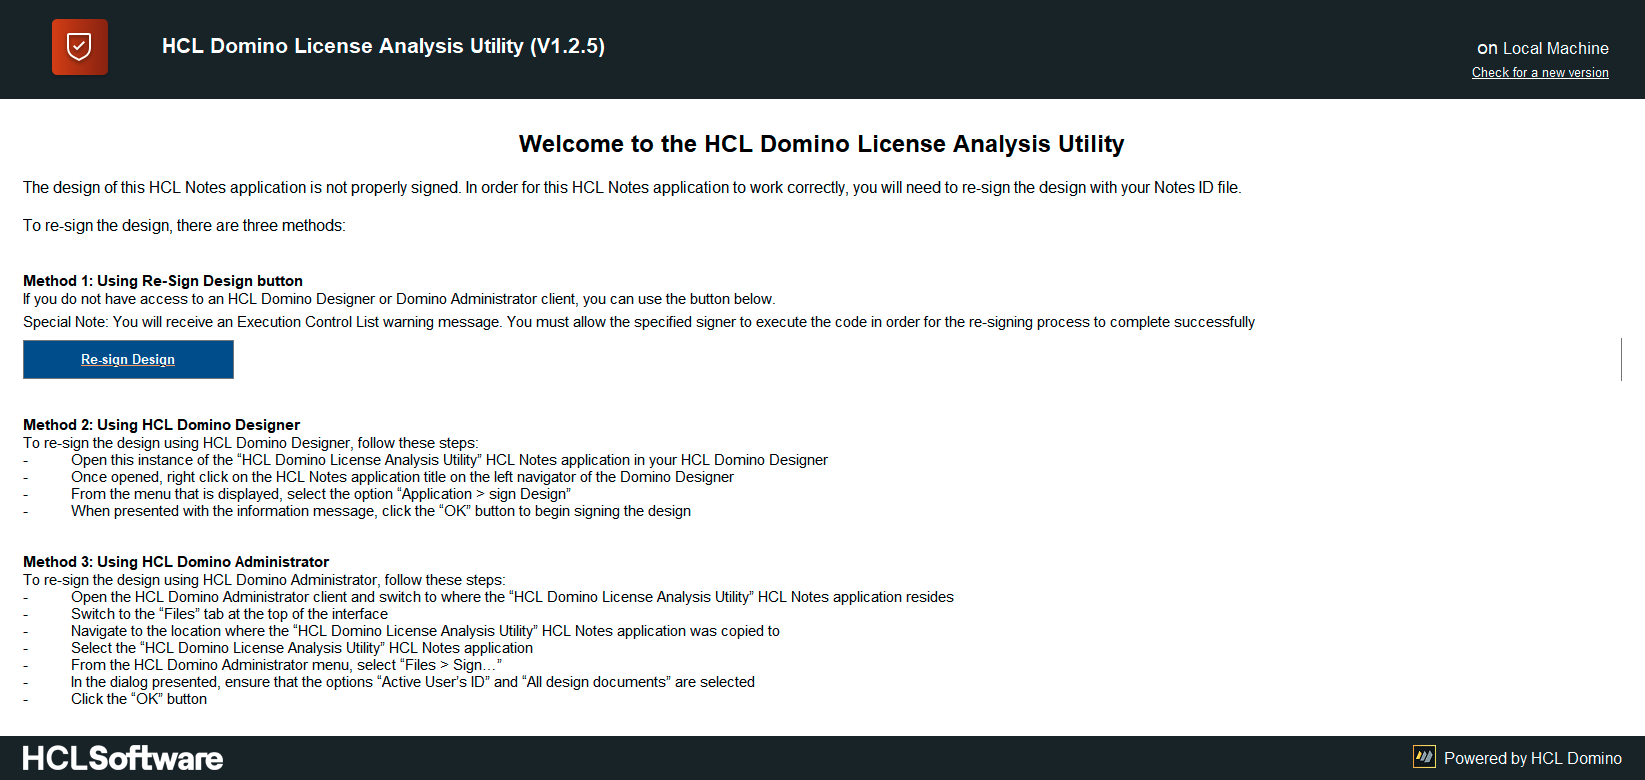 HCL Domino License Analysis Utility (V1.2.5)
on Local Machine
Check for a new version
Welcome to the HCL Domino License Analysis Utility
The design of this HCL Notes application is not properly signed. In order for this HCL Notes application to work correctly, you will need to re-sign the design with your Notes ID file.
To re-sign the design, there are three methods:
Method 1: Using Re-Sign Design button
If you do not have access to an HCL Domino Designer or Domino Administrator client, you can use the button below.
Special Note: You will receive an Execution Control List warning message. You must allow the specified signer to execute the code in order for the re-signing process to complete successfully
Re-sign Design
Method 2: Using HCL Domino Designer
To re-sign the design using HCL Domino Designer, follow these steps:
- Open this instance of the “HCL Domino License Analysis Utility” HCL Notes application in your HCL Domino Designer
- Once opened, right click on the HCL Notes application title on the left navigator of the Domino Designer
- From the menu that is displayed, select the option “Application > sign Design”
- When presented with the information message, click the “OK” button to begin signing the design
Method 3: Using HCL Domino Administrator
To re-sign the design using HCL Domino Administrator, follow these steps:
- Open the HCL Domino Administrator client and switch to where the “HCL Domino License Analysis Utility” HCL Notes application resides
- Switch to the “Files” tab at the top of the interface
- Navigate to the location where the “HCL Domino License Analysis Utility” HCL Notes application was copied to
- Select the “HCL Domino License Analysis Utility” HCL Notes application
- From the HCL Domino Administrator menu, select “Files > Sign…”
- In the dialog presented, ensure that the options “Active User’s ID” and “All design documents” are selected
- Click the “OK” button
HCLSoftware
Powered by HCL Domino